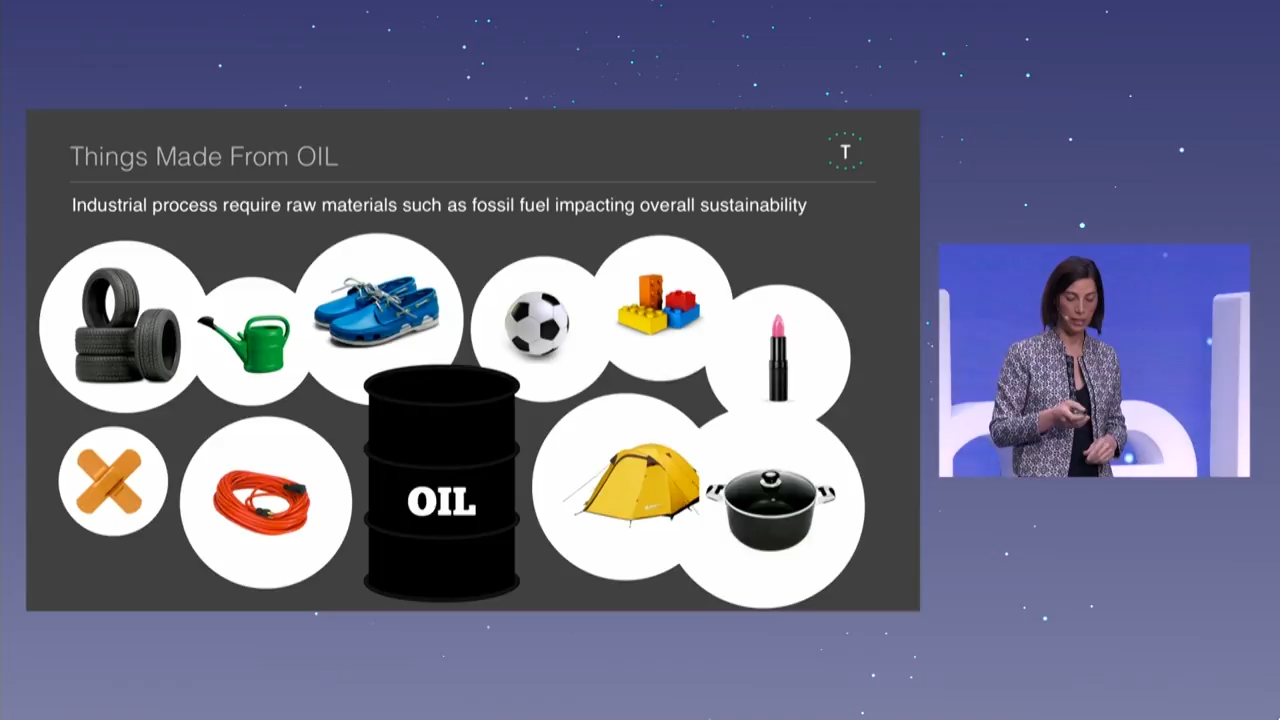 Things Made From OIL
T
Industrial process require raw materials such as fossil fuel impacting overall sustainability
OIL